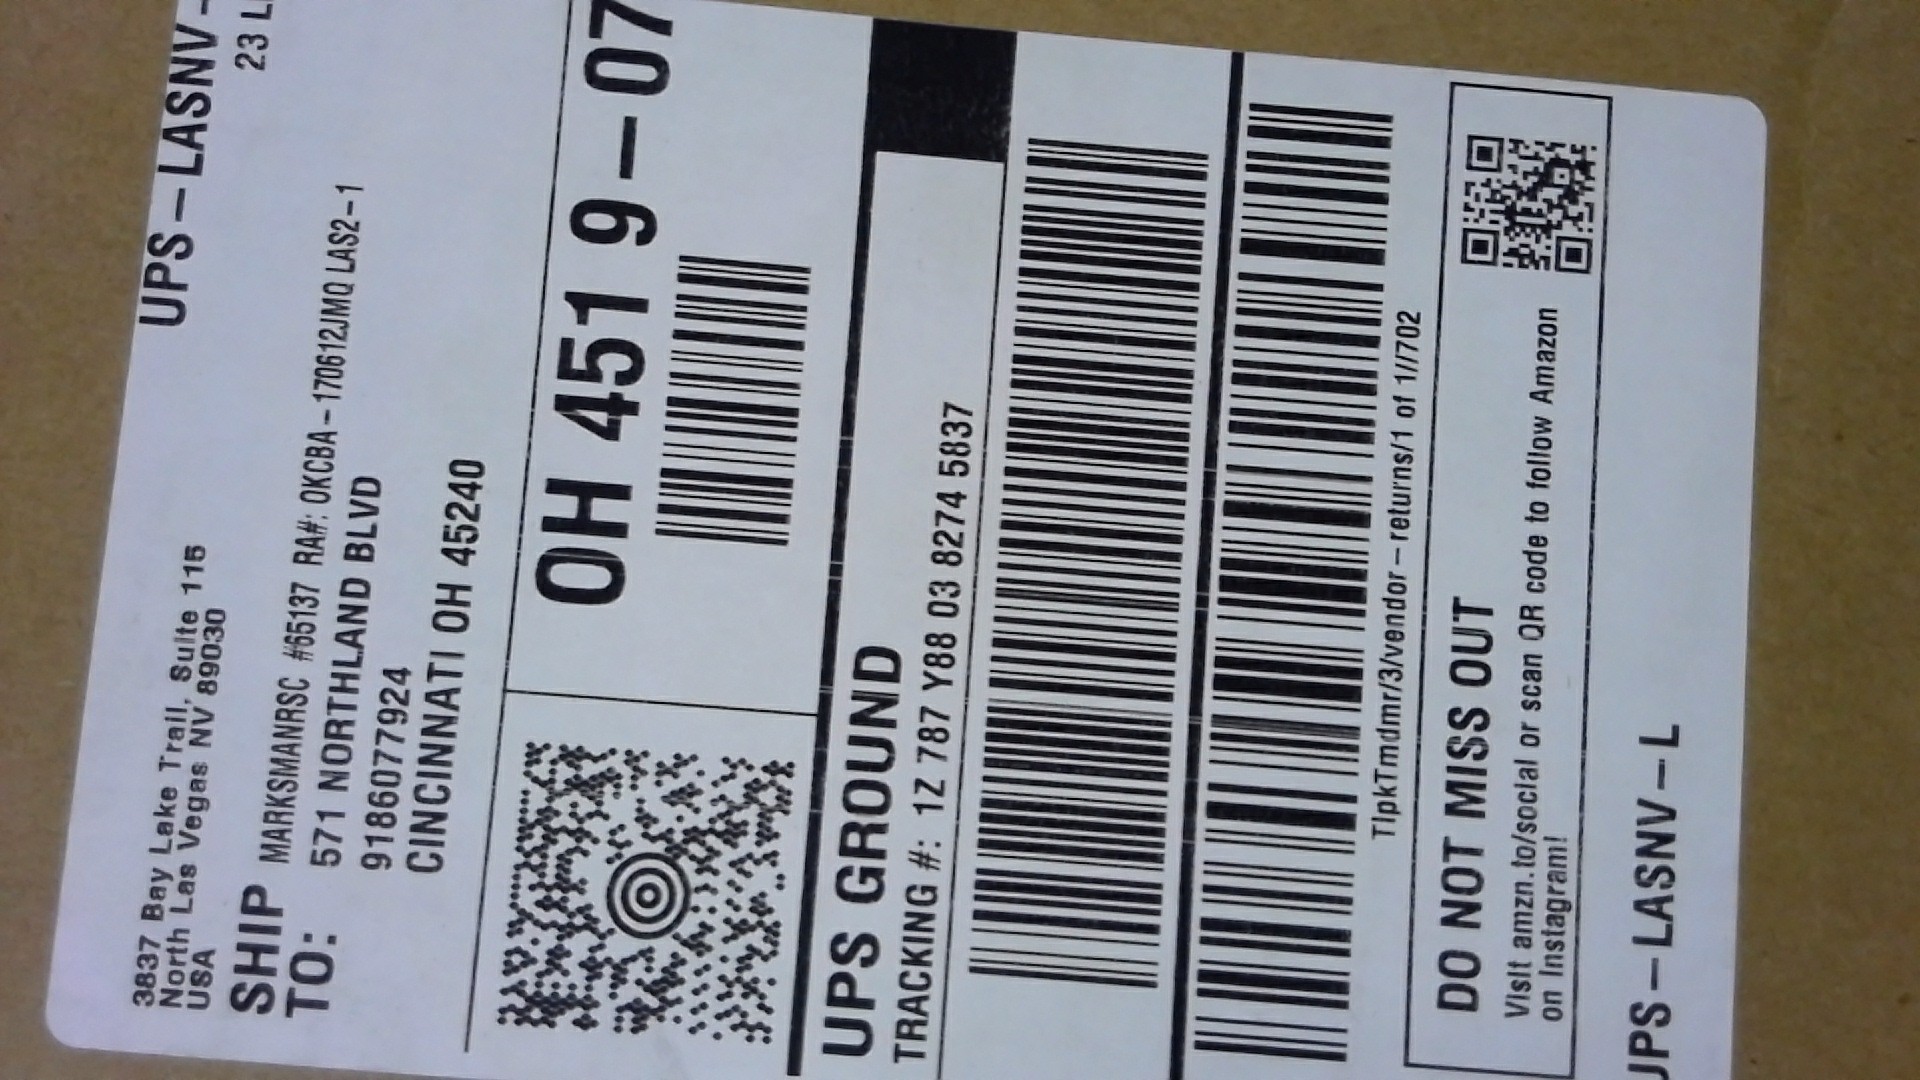 3837 Bay Lake Trail, Suite 115
North Las Vegas NV 89030
USA
UPS-LASNV-
23
SHIP TO:
MARKSMANRSC #65137 RA#: OKCBA-170612JMQ LAS2-1
571 NORTHLAND BLVD
9186077924
CINCINNATI OH 45240
OH 451 9-07
UPS GROUND
TRACKING #: 1Z 787 Y88 03 8274 5837
TlpkTmdmr/3/vendor-returns/1 of 1//702
DO NOT MISS OUT
Visit amzn.to/social or scan QR code to follow Amazon
on Instagram!
UPS-LASNV-L